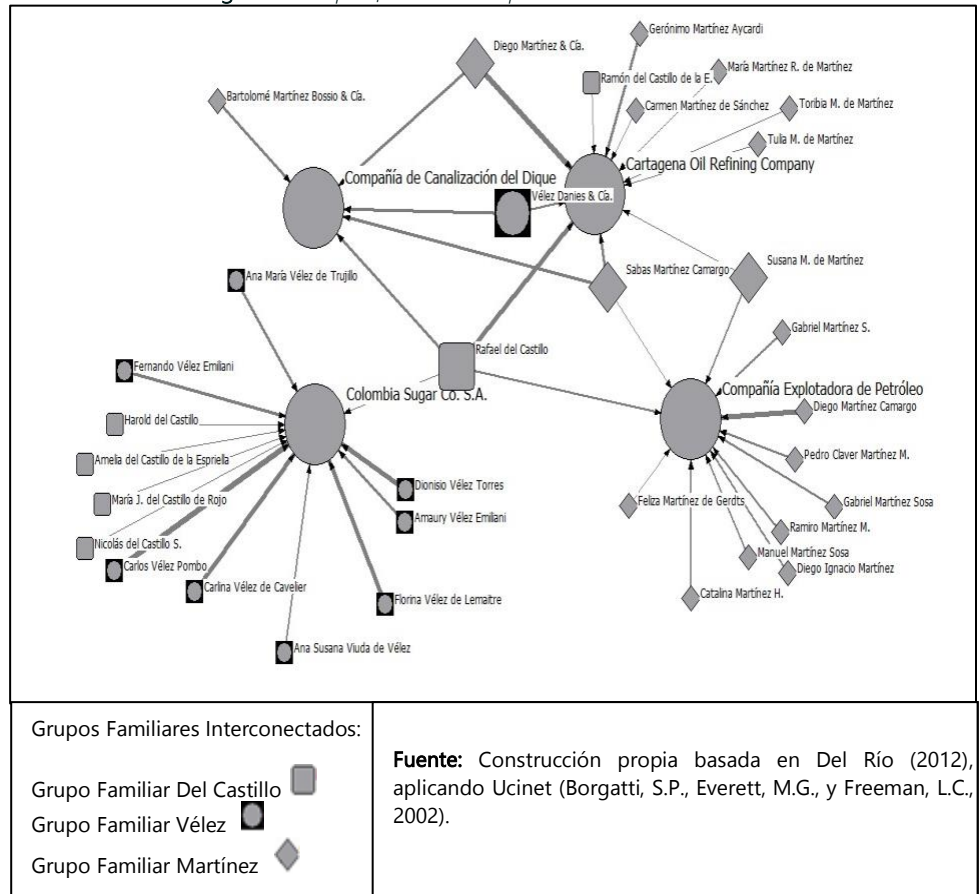 Gerónimo Martínez Aycardi
Diego Martínez & Cía.
María Martínez R. de Martínez
Ramón del Castillo de la E.
Bartolomé Martínez Bossio & Cía.
Carmen Martínez de Sánchez
Toribia M. de Martínez
Tulia M. de Martínez
Cartagena Oil Refining Company
Compañía de Canalización del Dique
Vélez Danies & Cía.
Susana M. de Martínez
Sabas Martínez Camargo
Ana María Vélez de Trujillo
Gabriel Martínez S.
Rafael del Castillo
Fernando Vélez Emiliani
Colombia Sugar Co. S.A.
Compañía Explotadora de Petróleo
Diego Martínez Camargo
Harold del Castillo
Amelia del Castillo de la Espriella
Pedro Claver Martínez M.
María J. del Castillo de Rojo
Dionisio Vélez Torres
Feliza Martínez de Gerdts
Gabriel Martínez Sosa
Amaury Vélez Emiliani
Ramiro Martínez M.
Nicolás del Castillo S.
Manuel Martínez Sosa
Carlos Vélez Pombo
Diego Ignacio Martínez
Carlina Vélez de Cavelier
Catalina Martínez H.
Florina Vélez de Lemaitre
Ana Susana Viuda de Vélez
Grupos Familiares Interconectados:
Grupo Familiar Del Castillo
Grupo Familiar Vélez
Grupo Familiar Martínez
Fuente: Construcción propia basada en Del Río (2012),
aplicando Ucinet (Borgatti, S.P., Everett, M.G., y Freeman, L.C.,
2002).